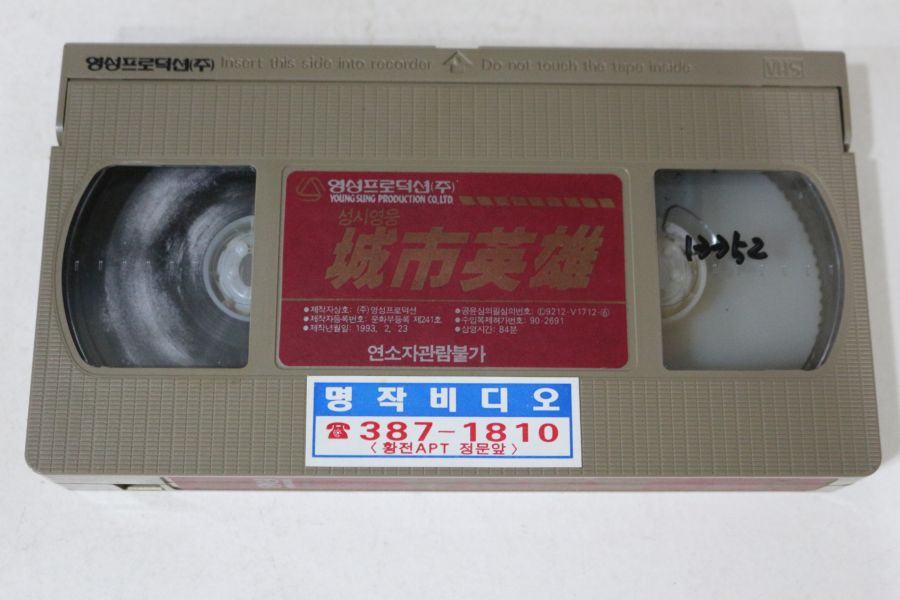 영성프로덕션(주) Insert this side into recorder Do not touch the tape inside VHS
영성프로덕션(주)
YOUNG SUNG PRODUCTION CO.,LTD
성시영웅
城市英雄
●제작자상호: (주)영성프로덕션
●제작자등록번호: 문화부등록 제241호
●제작년월일: 1993. 2. 23
●공윤심의필심의번호: Ⓛ9212-V1712-⑥
●수입복제허가번호: 90-2691
●상영시간: 84분
연소자관람불가
명작비디오
☎387-1810
〈황전APT 정문앞〉